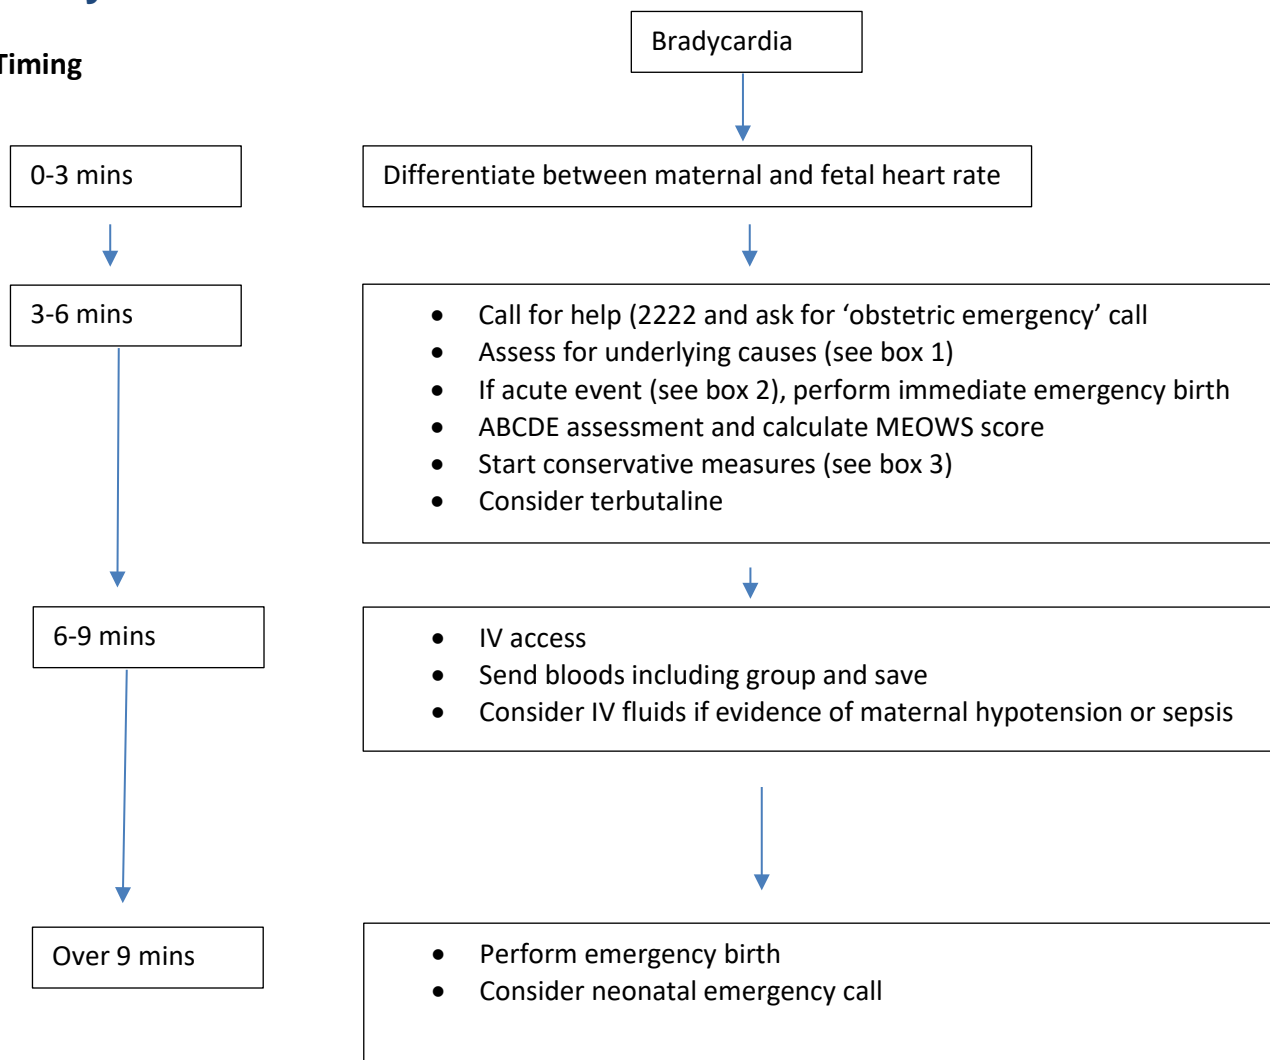 Bradycardia
Timing
0-3 mins
Differentiate between maternal and fetal heart rate
3-6 mins
• Call for help (2222 and ask for ‘obstetric emergency’ call
• Assess for underlying causes (see box 1)
• If acute event (see box 2), perform immediate emergency birth
• ABCDE assessment and calculate MEOWS score
• Start conservative measures (see box 3)
• Consider terbutaline
6-9 mins
• IV access
• Send bloods including group and save
• Consider IV fluids if evidence of maternal hypotension or sepsis
Over 9 mins
• Perform emergency birth
• Consider neonatal emergency call